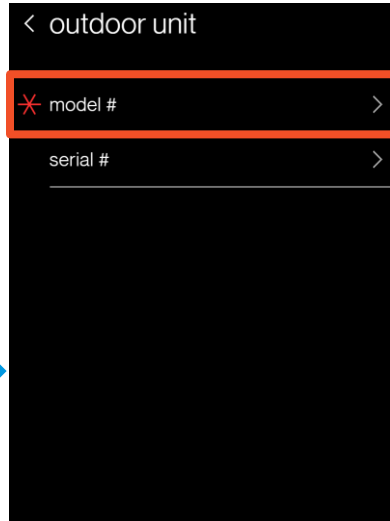 < outdoor unit
* model # >
serial # >